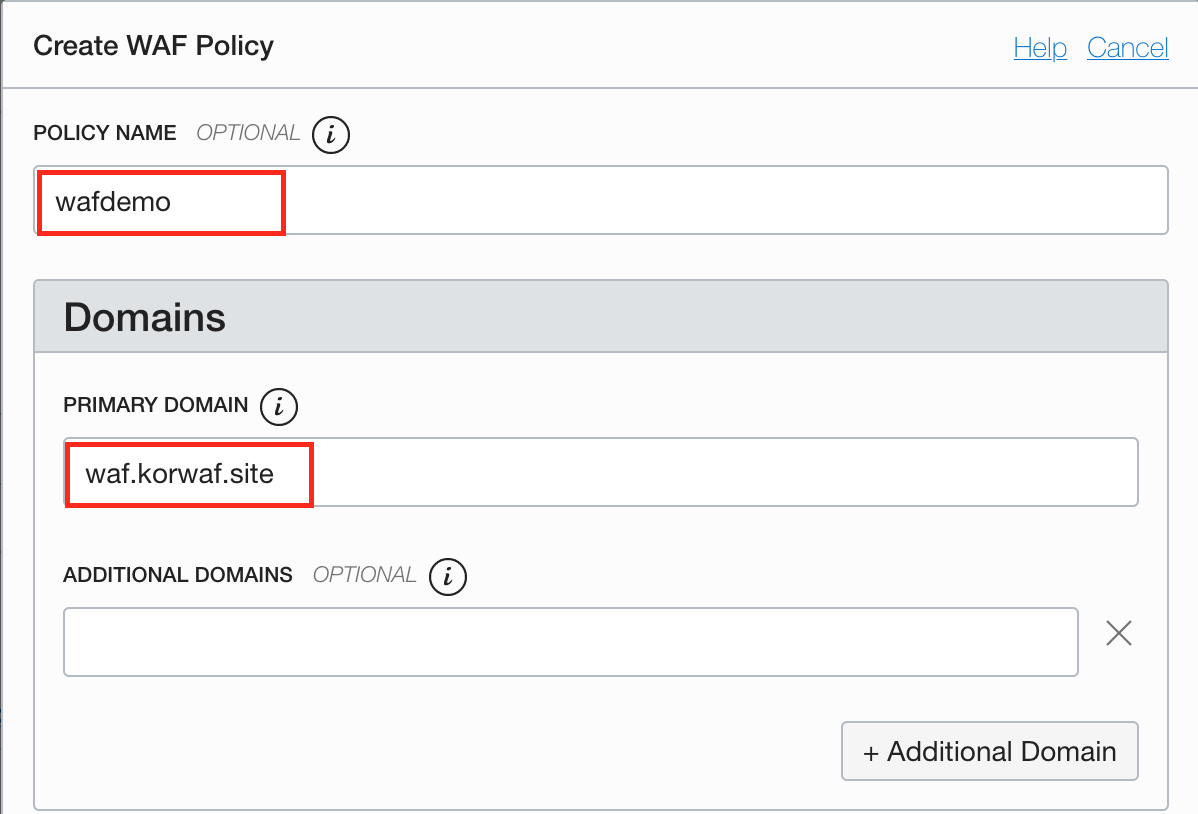 Create WAF Policy
Help Cancel
POLICY NAME OPTIONAL i
wafdemo
Domains
PRIMARY DOMAIN i
waf.korwaf.site
ADDITIONAL DOMAINS OPTIONAL i
+ Additional Domain